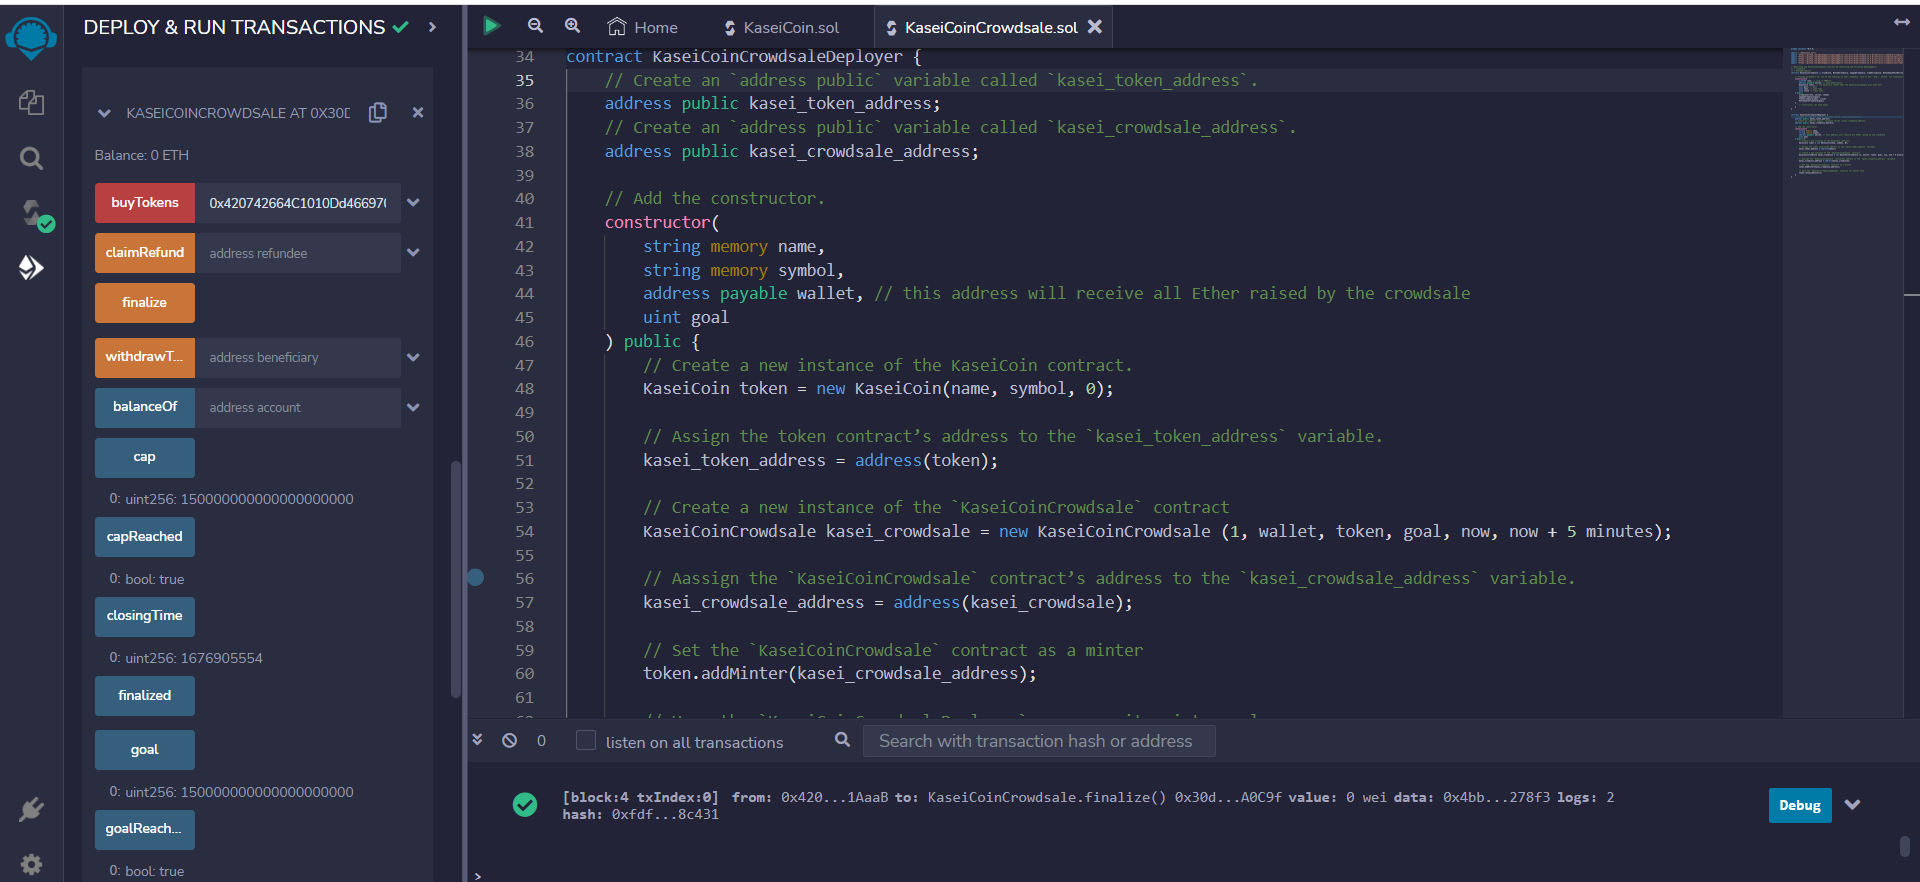 DEPLOY & RUN TRANSACTIONS
KASEICOINCROWDSALE AT 0X30D
Balance: 0 ETH
buyTokens 0x420742664C1010Dd46697(
claimRefund address refundee
finalize
withdrawT... address beneficiary
balanceOf address account
cap
0: uint256: 150000000000000000000
capReached
0: bool: true
closingTime
0: uint256: 1676905554
finalized
goal
0: uint256: 150000000000000000000
goalReach...
0: bool: true
Home KaseiCoin.sol KaseiCoinCrowdsale.sol
34 contract KaseiCoinCrowdsaleDeployer {
35 // Create an `address public` variable called `kasei_token_address`.
36 address public kasei_token_address;
37 // Create an `address public` variable called `kasei_crowdsale_address`.
38 address public kasei_crowdsale_address;
39
40 // Add the constructor.
41 constructor(
42 string memory name,
43 string memory symbol,
44 address payable wallet, // this address will receive all Ether raised by the crowdsale
45 uint goal
46 ) public {
47 // Create a new instance of the KaseiCoin contract.
48 KaseiCoin token = new KaseiCoin(name, symbol, 0);
49
50 // Assign the token contract’s address to the `kasei_token_address` variable.
51 kasei_token_address = address(token);
52
53 // Create a new instance of the `KaseiCoinCrowdsale` contract
54 KaseiCoinCrowdsale kasei_crowdsale = new KaseiCoinCrowdsale (1, wallet, token, goal, now, now + 5 minutes);
55
56 // Aassign the `KaseiCoinCrowdsale` contract’s address to the `kasei_crowdsale_address` variable.
57 kasei_crowdsale_address = address(kasei_crowdsale);
58
59 // Set the `KaseiCoinCrowdsale` contract as a minter
60 token.addMinter(kasei_crowdsale_address);
61
0 listen on all transactions Search with transaction hash or address
[block:4 txIndex:0] from: 0x420...1AaaB to: KaseiCoinCrowdsale.finalize() 0x30d...A0C9f value: 0 wei data: 0x4bb...278f3 logs: 2
hash: 0xfdf...8c431
Debug
>